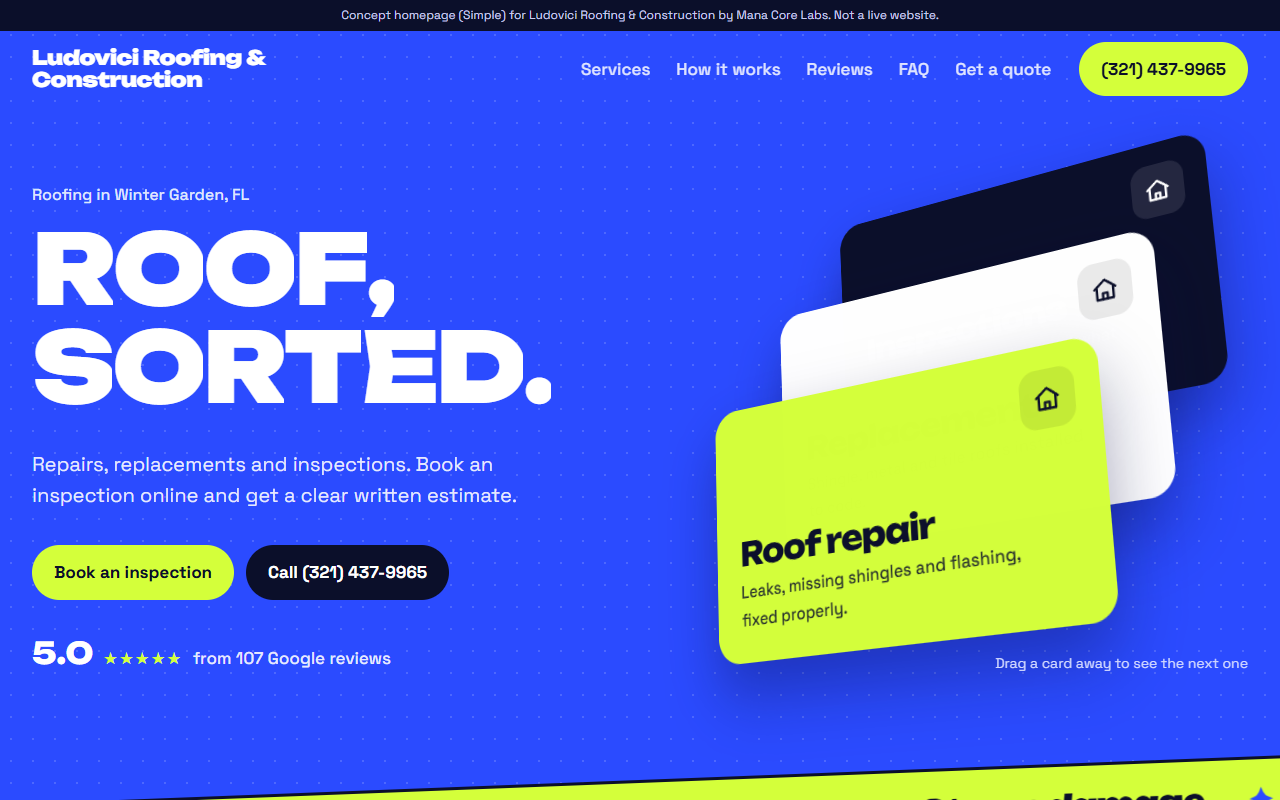 Concept homepage (Simple) for Ludovici Roofing & Construction by Mana Core Labs. Not a live website.
Ludovici Roofing &
Construction
Services
How it works
Reviews
FAQ
Get a quote
(321) 437-9965
Roofing in Winter Garden, FL
ROOF,
SORTED.
Repairs, replacements and inspections. Book an
inspection online and get a clear written estimate.
Book an inspection
Call (321) 437-9965
5.0 ★★★★★ from 107 Google reviews
Roof repair
Leaks, missing shingles and flashing,
fixed properly.
Drag a card away to see the next one